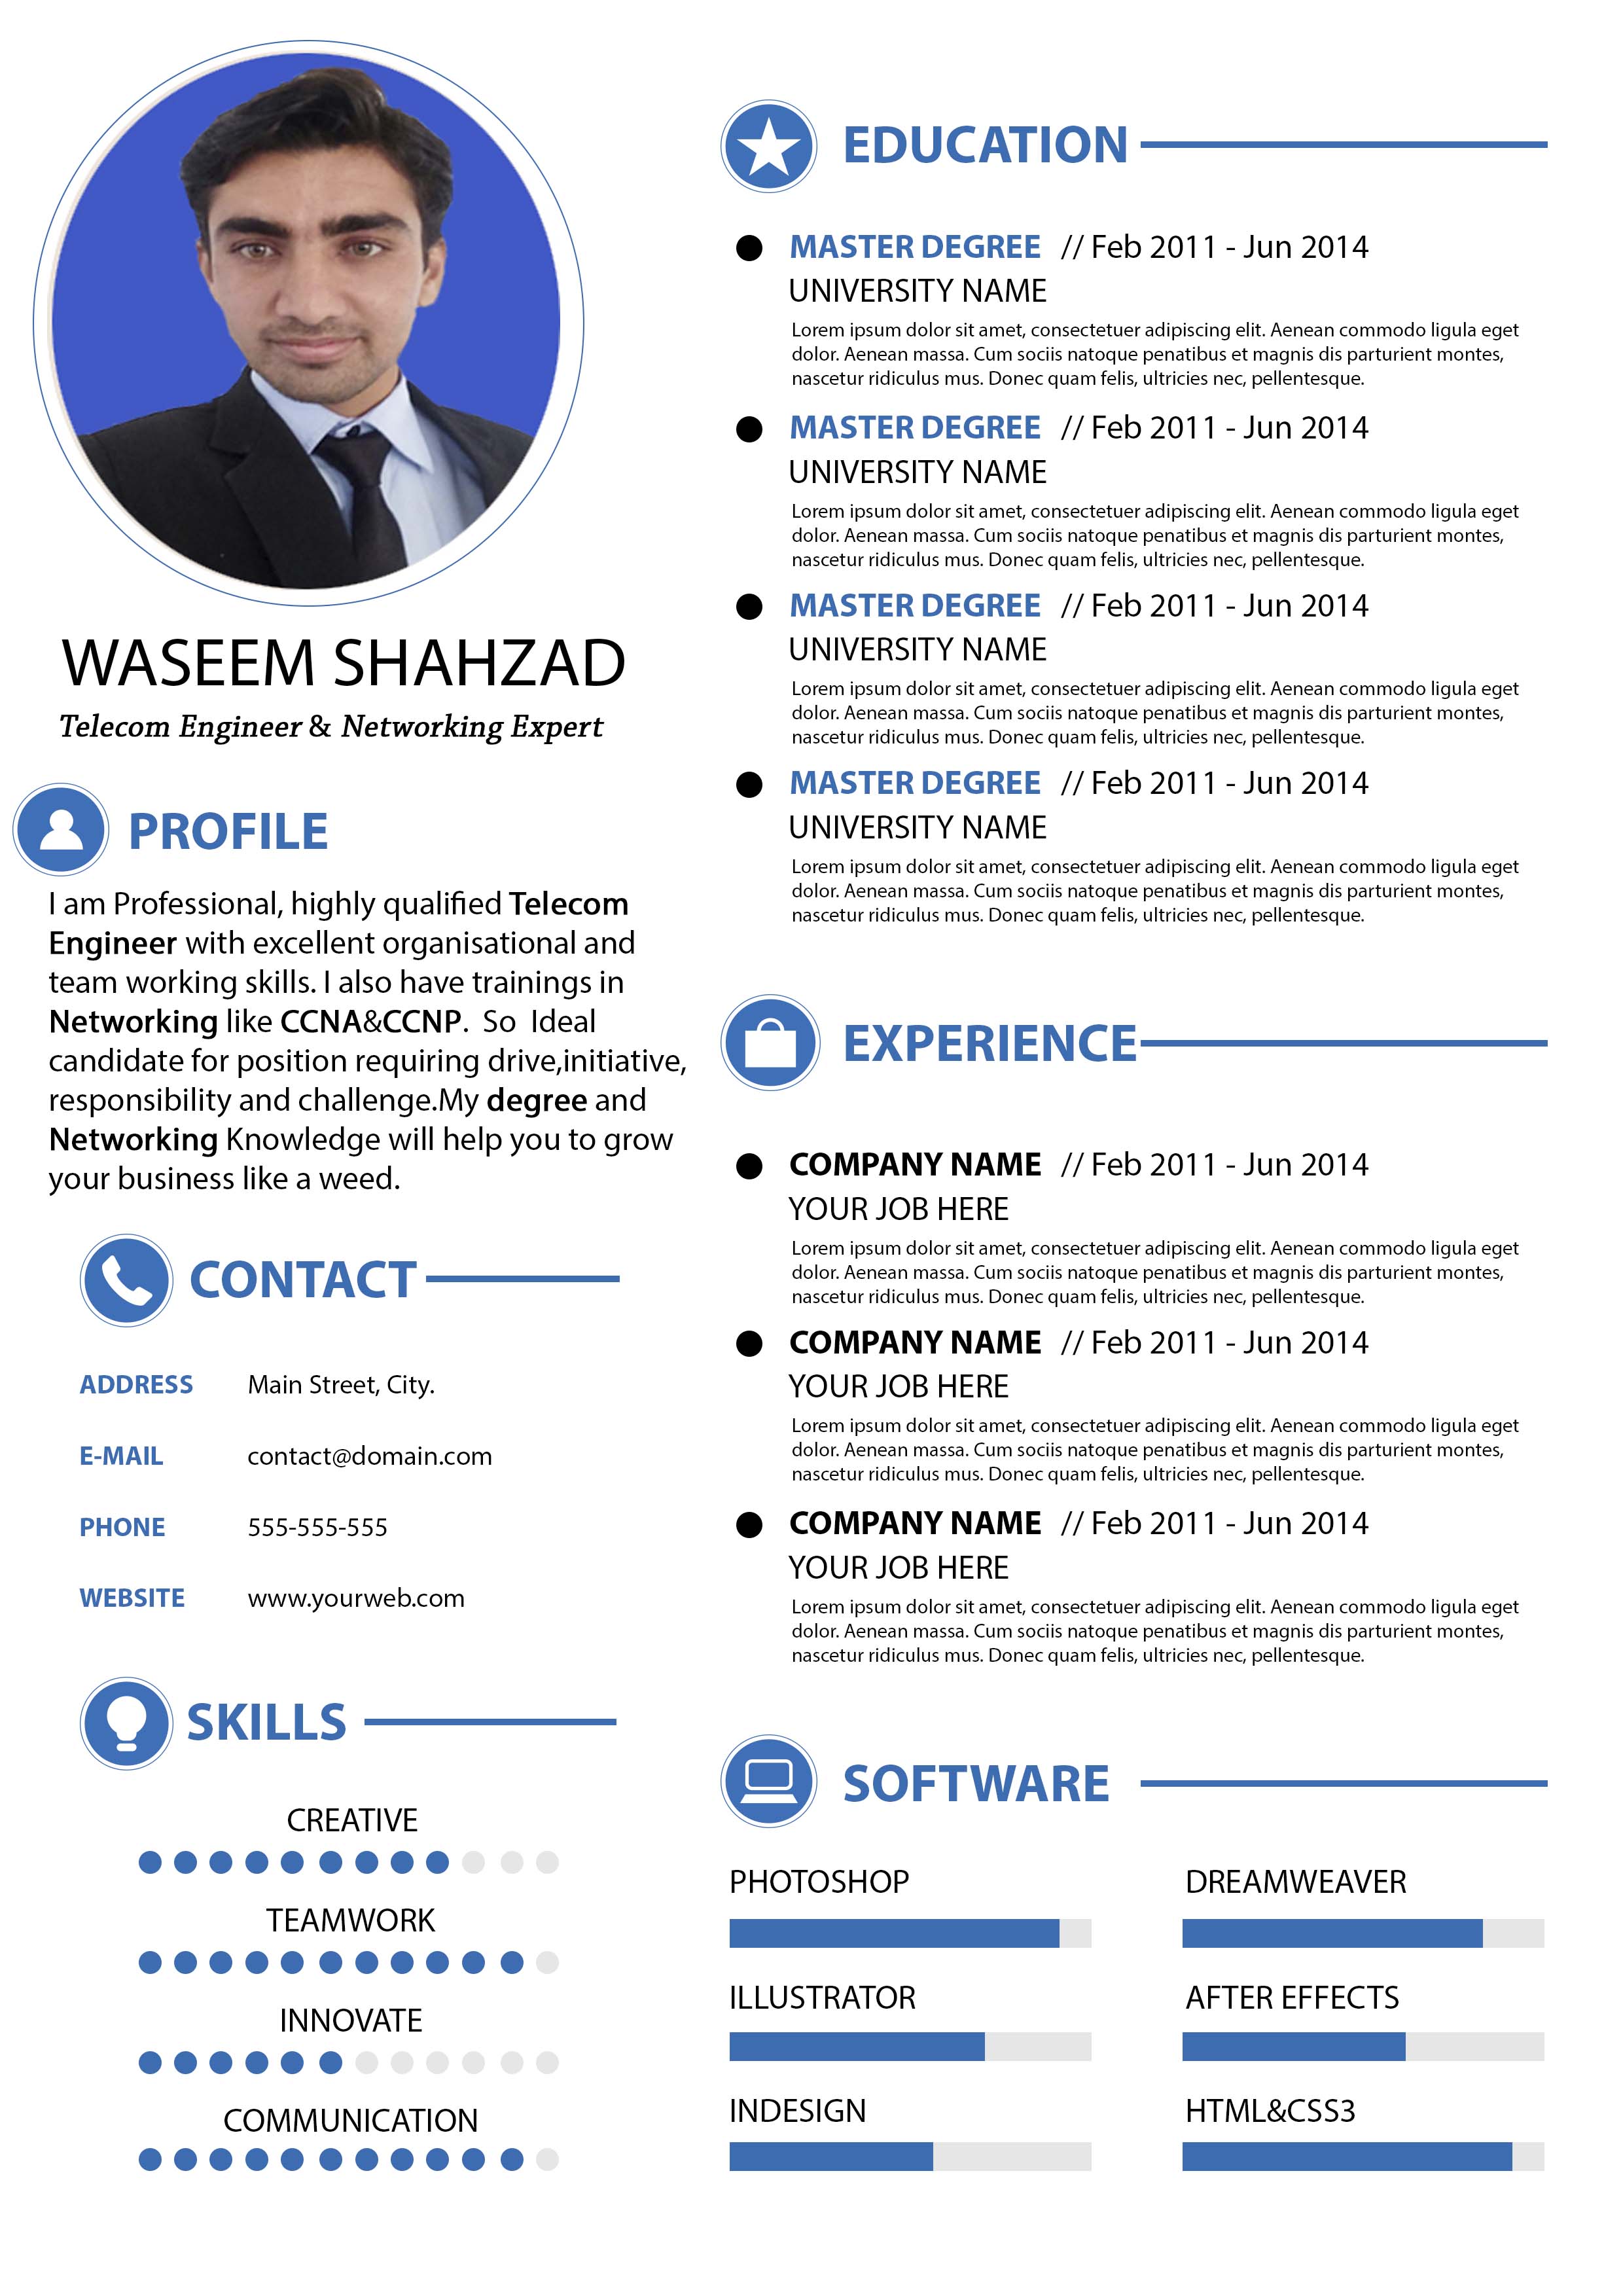 WASEEM SHAHZAD
Telecom Engineer & Networking Expert
PROFILE
I am Professional, highly qualified Telecom
Engineer with excellent organisational and
team working skills. I also have trainings in
Networking like CCNA&CCNP. So Ideal
candidate for position requiring drive,initiative,
responsibility and challenge.My degree and
Networking Knowledge will help you to grow
your business like a weed.
CONTACT
ADDRESS Main Street, City.
E-MAIL contact@domain.com
PHONE 555-555-555
WEBSITE www.yourweb.com
SKILLS
CREATIVE
TEAMWORK
INNOVATE
COMMUNICATION
EDUCATION
MASTER DEGREE // Feb 2011 - Jun 2014
UNIVERSITY NAME
Lorem ipsum dolor sit amet, consectetuer adipiscing elit. Aenean commodo ligula eget
dolor. Aenean massa. Cum sociis natoque penatibus et magnis dis parturient montes,
nascetur ridiculus mus. Donec quam felis, ultricies nec, pellentesque.
MASTER DEGREE // Feb 2011 - Jun 2014
UNIVERSITY NAME
Lorem ipsum dolor sit amet, consectetuer adipiscing elit. Aenean commodo ligula eget
dolor. Aenean massa. Cum sociis natoque penatibus et magnis dis parturient montes,
nascetur ridiculus mus. Donec quam felis, ultricies nec, pellentesque.
MASTER DEGREE // Feb 2011 - Jun 2014
UNIVERSITY NAME
Lorem ipsum dolor sit amet, consectetuer adipiscing elit. Aenean commodo ligula eget
dolor. Aenean massa. Cum sociis natoque penatibus et magnis dis parturient montes,
nascetur ridiculus mus. Donec quam felis, ultricies nec, pellentesque.
MASTER DEGREE // Feb 2011 - Jun 2014
UNIVERSITY NAME
Lorem ipsum dolor sit amet, consectetuer adipiscing elit. Aenean commodo ligula eget
dolor. Aenean massa. Cum sociis natoque penatibus et magnis dis parturient montes,
nascetur ridiculus mus. Donec quam felis, ultricies nec, pellentesque.
EXPERIENCE
COMPANY NAME // Feb 2011 - Jun 2014
YOUR JOB HERE
Lorem ipsum dolor sit amet, consectetuer adipiscing elit. Aenean commodo ligula eget
dolor. Aenean massa. Cum sociis natoque penatibus et magnis dis parturient montes,
nascetur ridiculus mus. Donec quam felis, ultricies nec, pellentesque.
COMPANY NAME // Feb 2011 - Jun 2014
YOUR JOB HERE
Lorem ipsum dolor sit amet, consectetuer adipiscing elit. Aenean commodo ligula eget
dolor. Aenean massa. Cum sociis natoque penatibus et magnis dis parturient montes,
nascetur ridiculus mus. Donec quam felis, ultricies nec, pellentesque.
COMPANY NAME // Feb 2011 - Jun 2014
YOUR JOB HERE
Lorem ipsum dolor sit amet, consectetuer adipiscing elit. Aenean commodo ligula eget
dolor. Aenean massa. Cum sociis natoque penatibus et magnis dis parturient montes,
nascetur ridiculus mus. Donec quam felis, ultricies nec, pellentesque.
SOFTWARE
PHOTOSHOP DREAMWEAVER
ILLUSTRATOR AFTER EFFECTS
INDESIGN HTML&CSS3